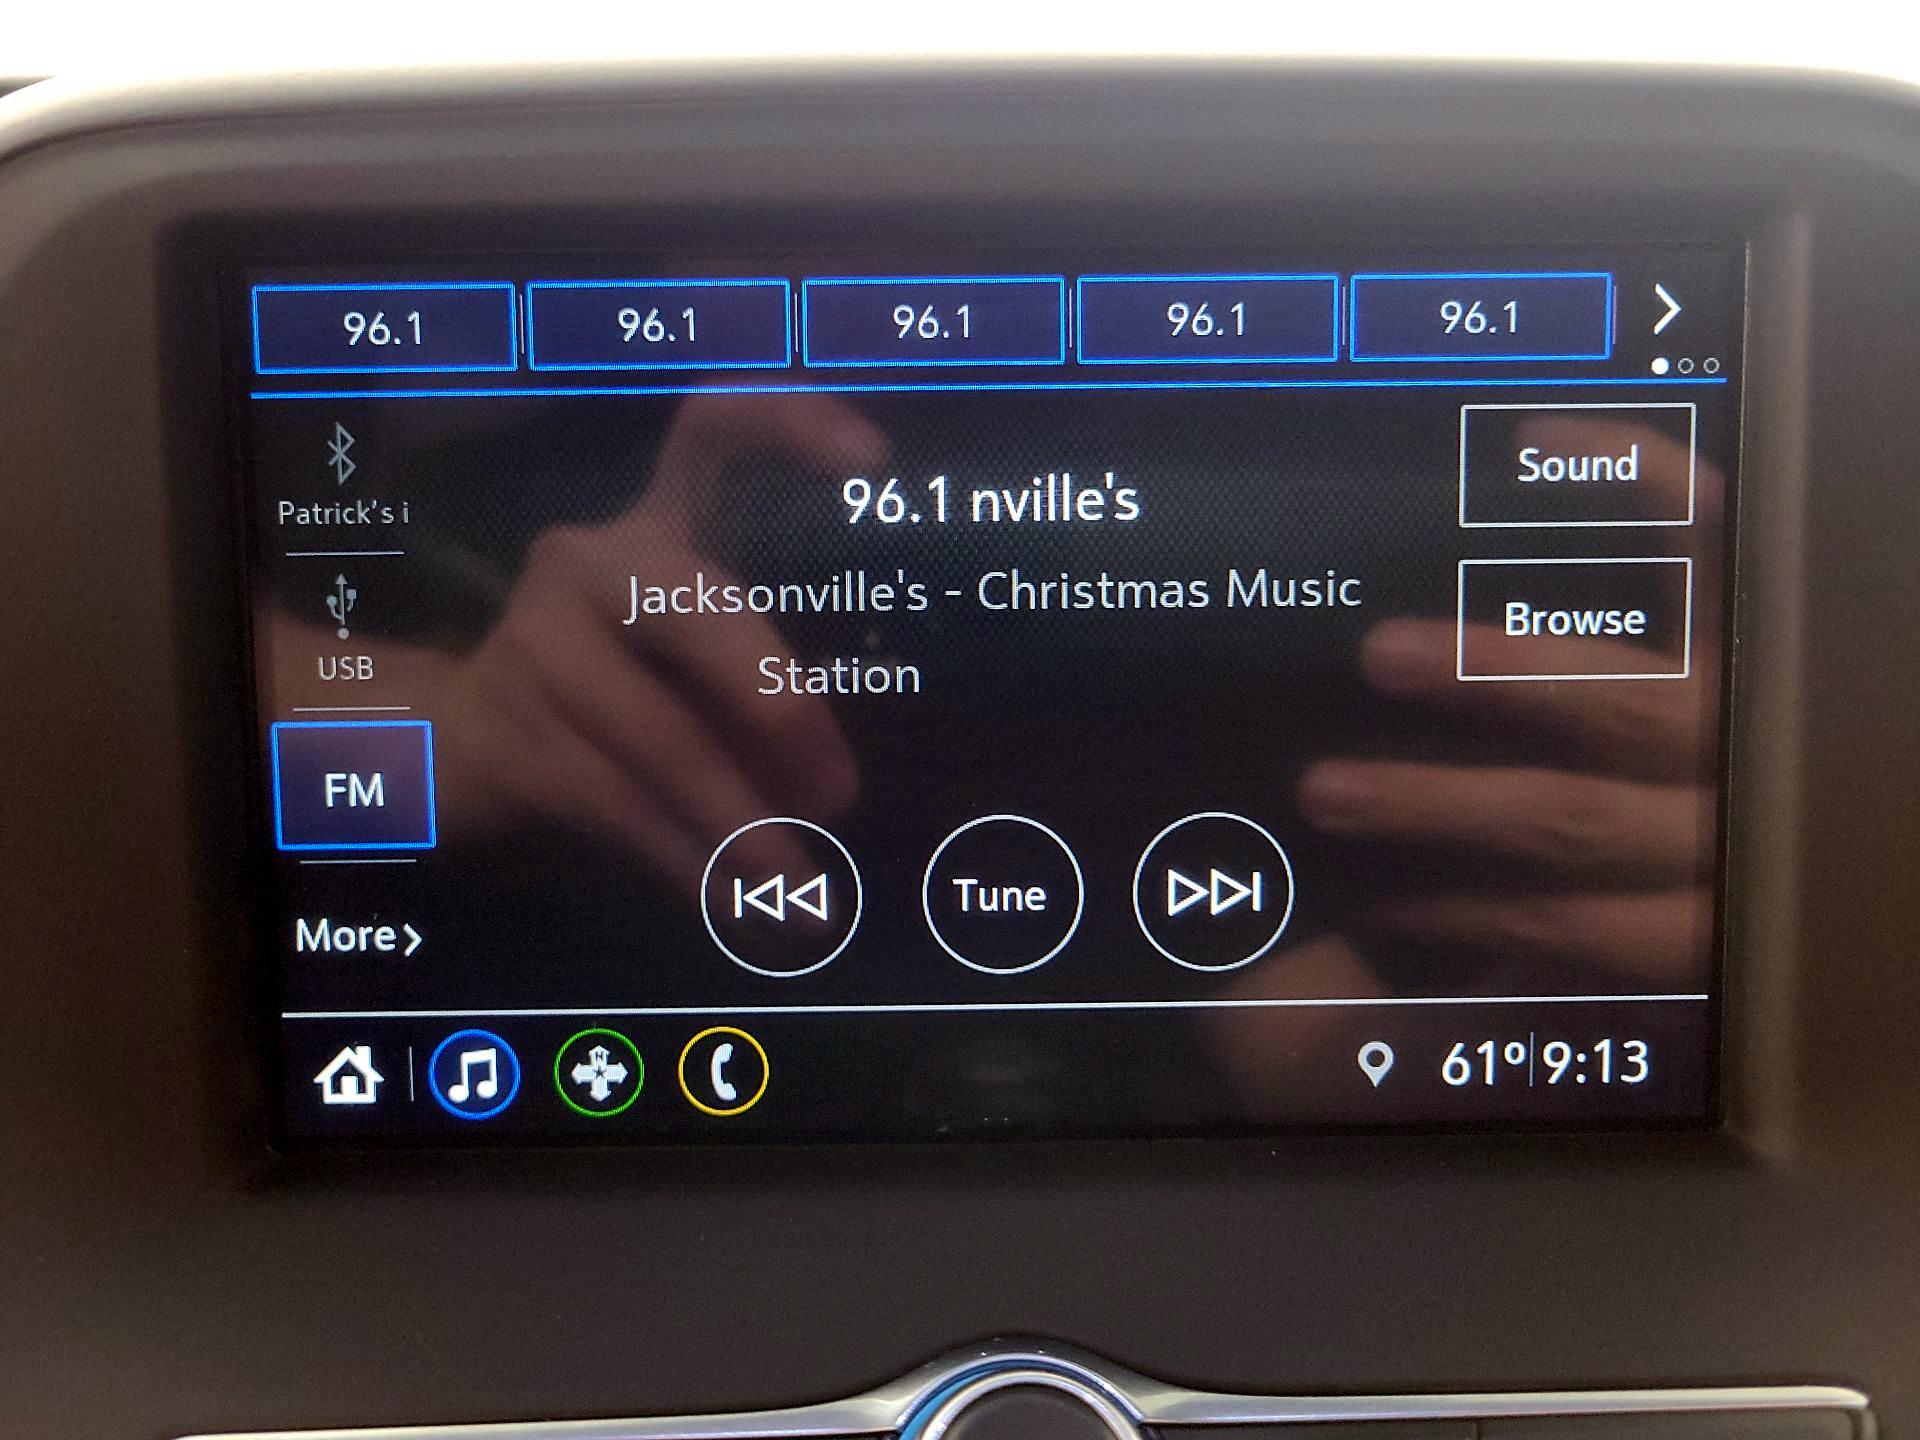 96.1 96.1 96.1 96.1 96.1
Patrick's i
USB
FM
More
96.1 nville's
Jacksonville's - Christmas Music
Station
Sound
Browse
Tune
N
61º 9:13